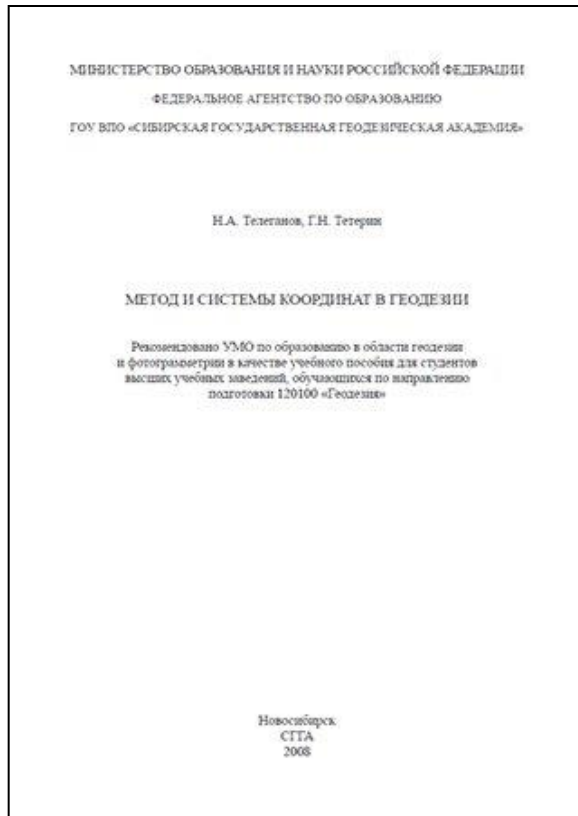 МИНИСТЕРСТВО ОБРАЗОВАНИЯ И НАУКИ РОССИЙСКОЙ ФЕДЕРАЦИИ
ФЕДЕРАЛЬНОЕ АГЕНТСТВО ПО ОБРАЗОВАНИЮ
ГОУ ВПО «СИБИРСКАЯ ГОСУДАРСТВЕННАЯ ГЕОДЕЗИЧЕСКАЯ АКАДЕМИЯ»
Н.А. Телеганов, Г.Н. Тетерин
МЕТОД И СИСТЕМЫ КООРДИНАТ В ГЕОДЕЗИИ
Рекомендовано УМО по образованию в области геодезии
и фотограмметрии в качестве учебного пособия для студентов
высших учебных заведений, обучающихся по направлению
подготовки 120100 «Геодезия»
Новосибирск
СГГА
2008